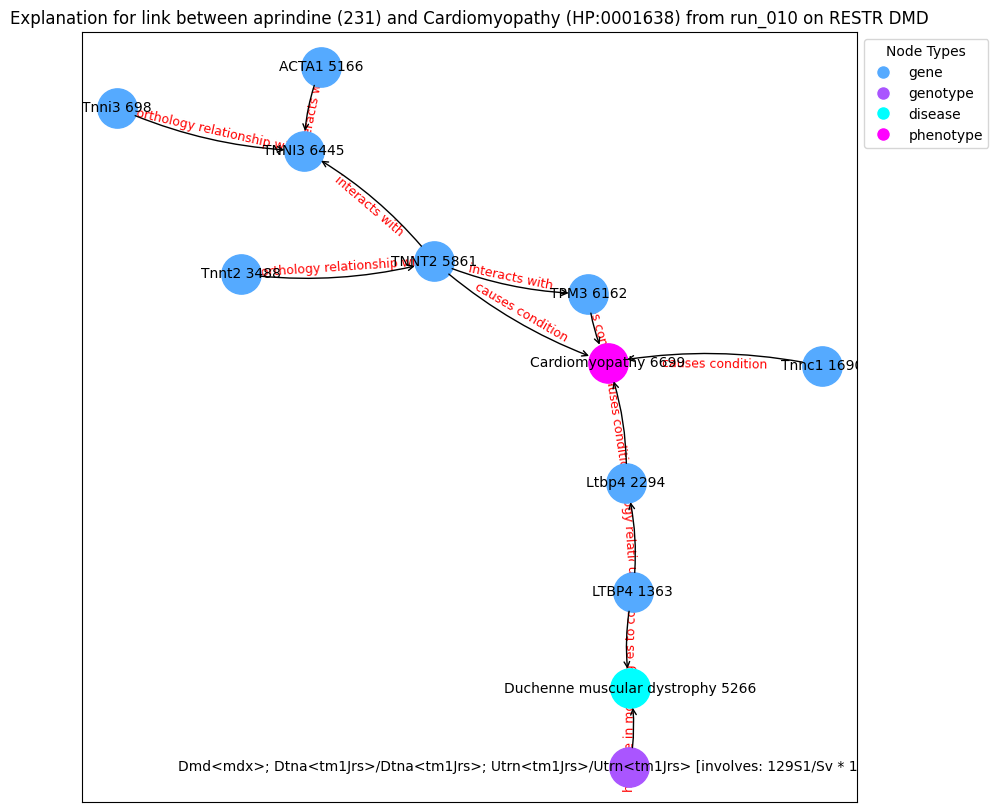 Explanation for link between aprindine (231) and Cardiomyopathy (HP:0001638) from run_010 on RESTR DMD
Node Types
gene
genotype
disease
phenotype
ACTA1 5166
Tnni3 698
orthology relationship
TNNI3 6445
interacts with
TNNT2 5861
Tnnt2 3488
orthology relationship
interacts with
TPM3 6162
causes condition
Cardiomyopathy 6699
causes condition
Tnnc1
causes condition
Ltbp4 2294
LTBP4 1363
Duchenne muscular dystrophy 5266
Dmd<mdx>; Dtna<tm1Jrs>/Dtna<tm1Jrs>; Utrn<tm1Jrs>/Utrn<tm1Jrs> [involves: 129S1/Sv * 1